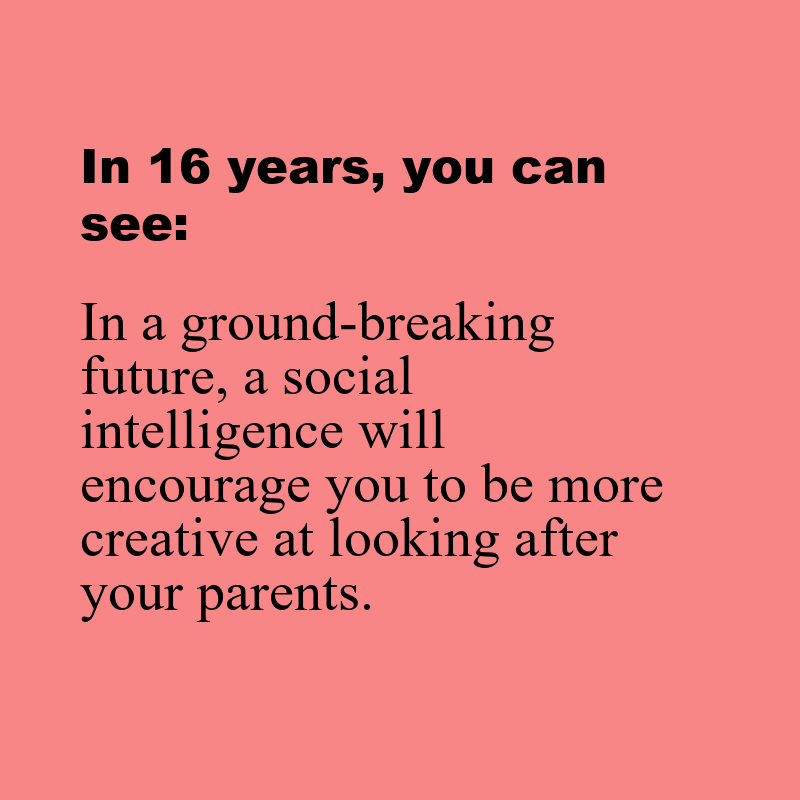 In 16 years, you can
see:
In a ground-breaking
future, a social
intelligence will
encourage you to be more
creative at looking after
your parents.